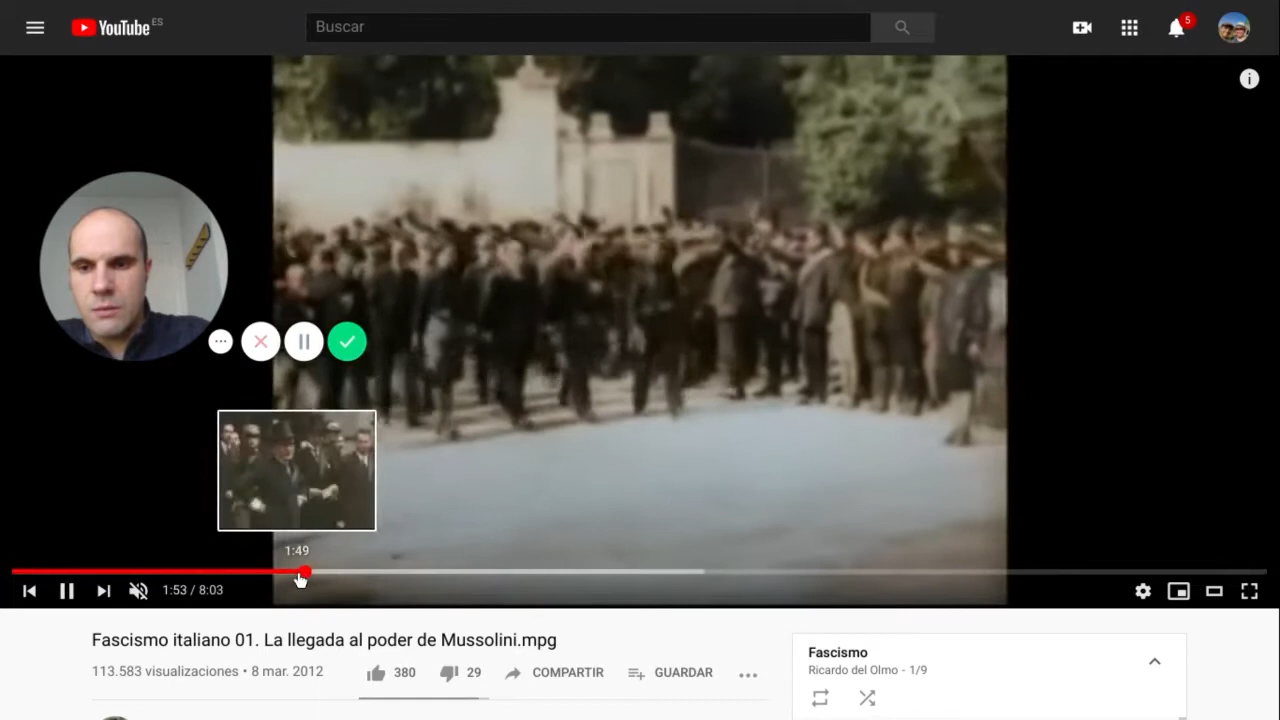 YouTube ES
Buscar
5
1:49
1:53 / 8:03
Fascismo italiano 01. La llegada al poder de Mussolini.mpg
113.583 visualizaciones • 8 mar. 2012
380
29
COMPARTIR
GUARDAR
Fascismo
Ricardo del Olmo - 1/9